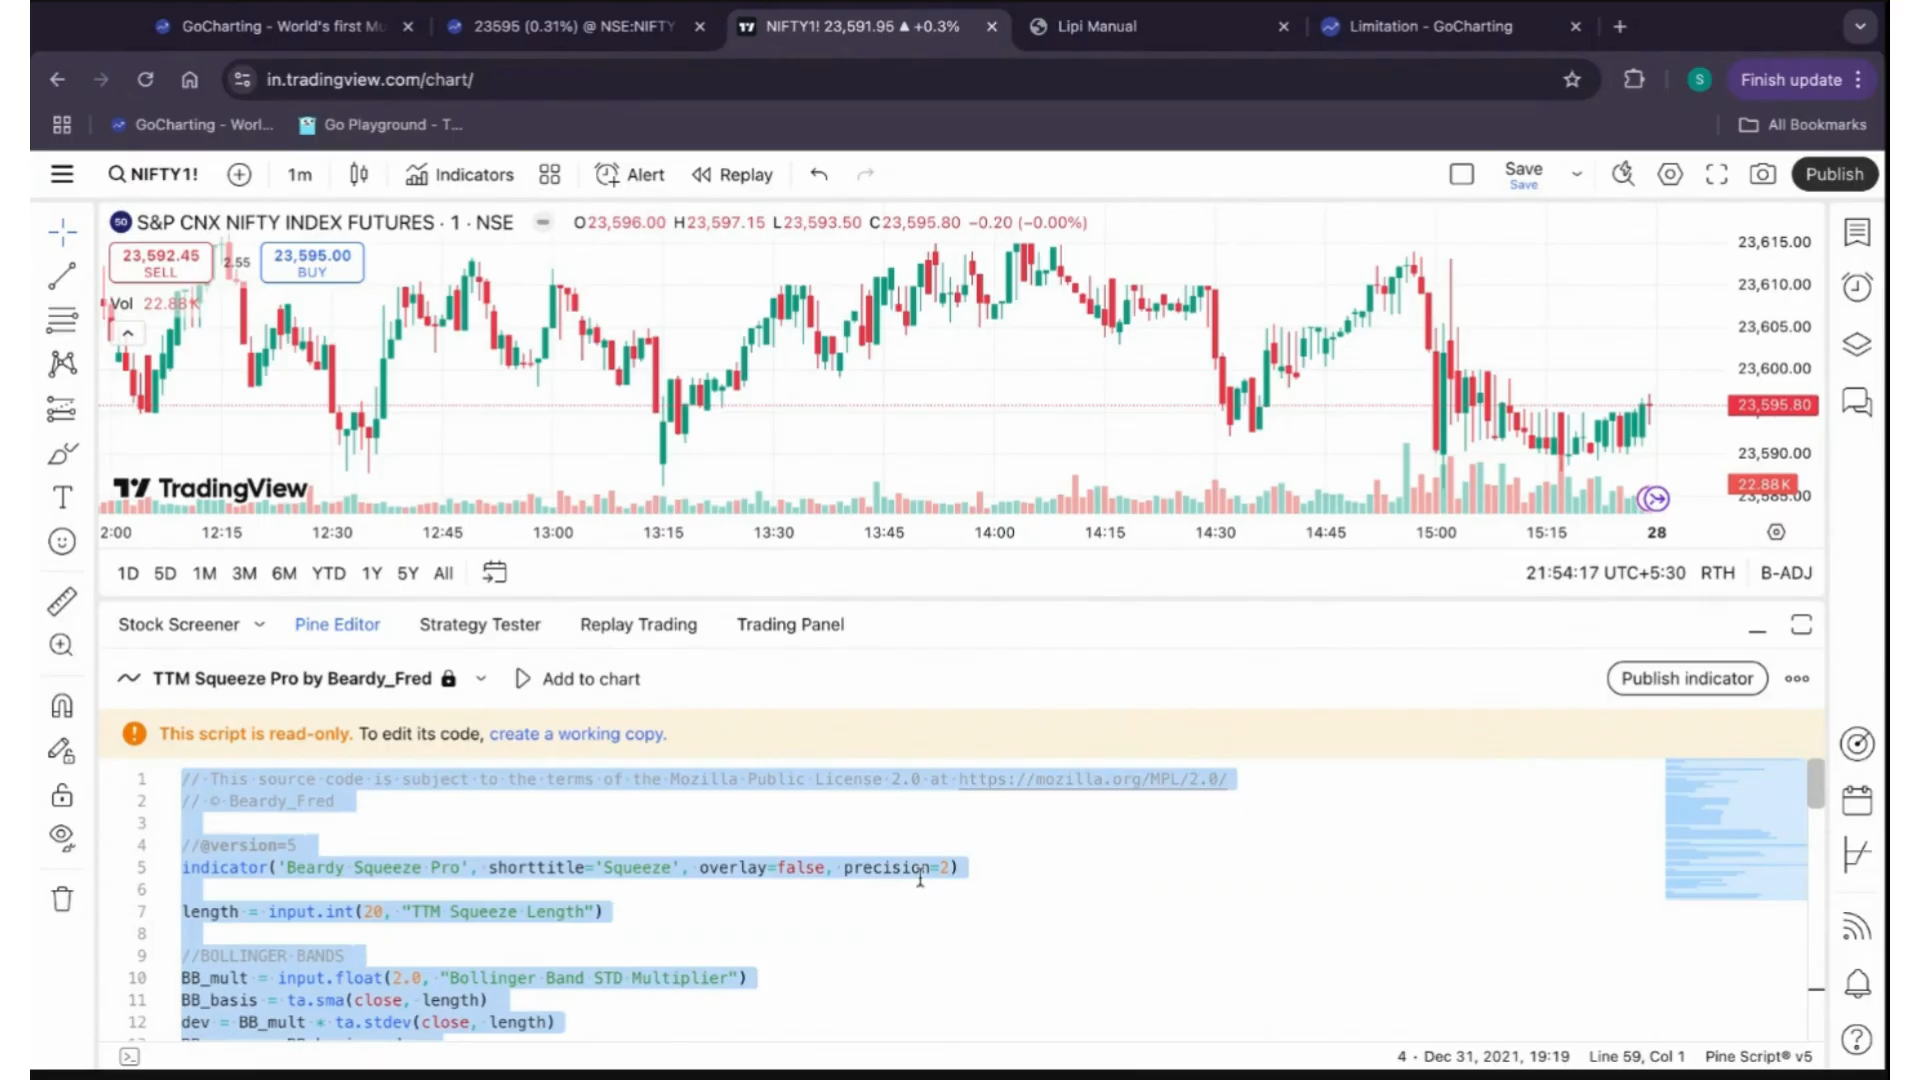 GoCharting - World's first Mu
23595 (0.31%) @ NSE:NIFTY
NIFTY1! 23,591.95 ▲ +0.3%
Lipi Manual
Limitation - GoCharting
in.tradingview.com/chart/
S
Finish update
GoCharting - Worl...
Go Playground - T...
All Bookmarks
NIFTY1!
1m
Indicators
Alert
Replay
Save
Save
Publish
50 S&P CNX NIFTY INDEX FUTURES · 1 · NSE
O23,596.00 H23,597.15 L23,593.50 C23,595.80 −0.20 (−0.00%)
23,592.45
SELL
2.55
23,595.00
BUY
Vol 22.88K
23,615.00
23,610.00
23,605.00
23,600.00
23,595.80
23,590.00
22.88K
23,585.00
TradingView
2:00 12:15 12:30 12:45 13:00 13:15 13:30 13:45 14:00 14:15 14:30 14:45 15:00 15:15 28
1D 5D 1M 3M 6M YTD 1Y 5Y All
21:54:17 UTC+5:30 RTH B-ADJ
Stock Screener
Pine Editor
Strategy Tester
Replay Trading
Trading Panel
TTM Squeeze Pro by Beardy_Fred
Add to chart
Publish indicator
This script is read-only. To edit its code, create a working copy.
1 // This source code is subject to the terms of the Mozilla Public License 2.0 at https://mozilla.org/MPL/2.0/
2 // © Beardy_Fred
3
4 //@version=5
5 indicator('Beardy Squeeze Pro', shorttitle='Squeeze', overlay=false, precision=2)
6
7 length = input.int(20, "TTM Squeeze Length")
8
9 //BOLLINGER BANDS
10 BB_mult = input.float(2.0, "Bollinger Band STD Multiplier")
11 BB_basis = ta.sma(close, length)
12 dev = BB_mult * ta.stdev(close, length)
4 · Dec 31, 2021, 19:19 Line 59, Col 1 Pine Script® v5